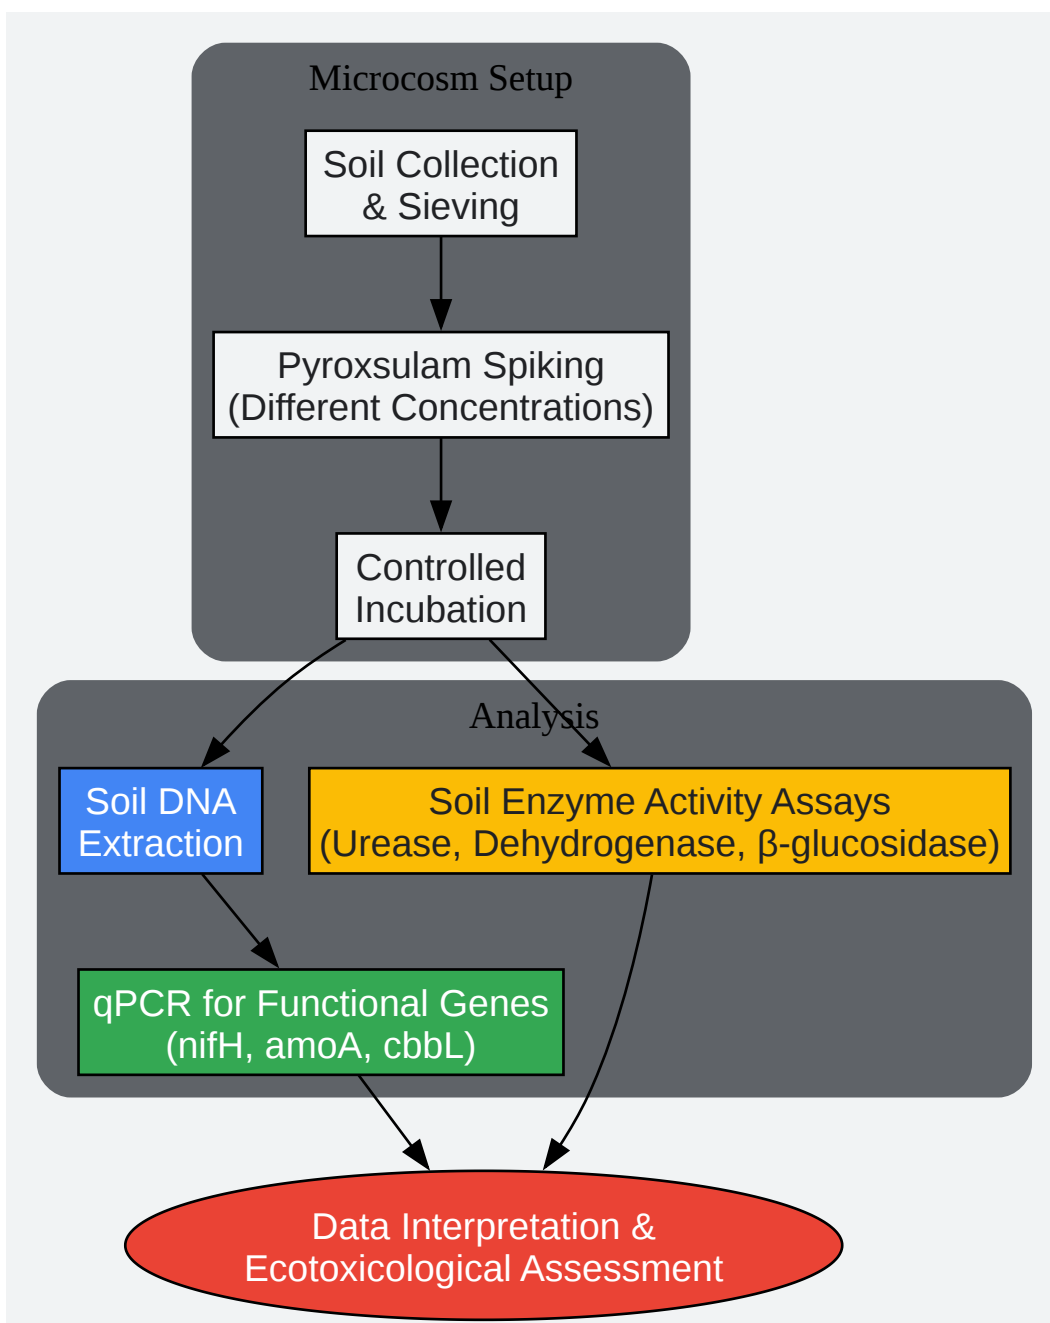 Microcosm Setup
Soil Collection
& Sieving
Pyroxsulam Spiking
(Different Concentrations)
Controlled
Incubation
Analysis
Soil DNA
Extraction
Soil Enzyme Activity Assays
(Urease, Dehydrogenase, β-glucosidase)
qPCR for Functional Genes
(nifH, amoA, cbbL)
Data Interpretation &
Ecotoxicological Assessment